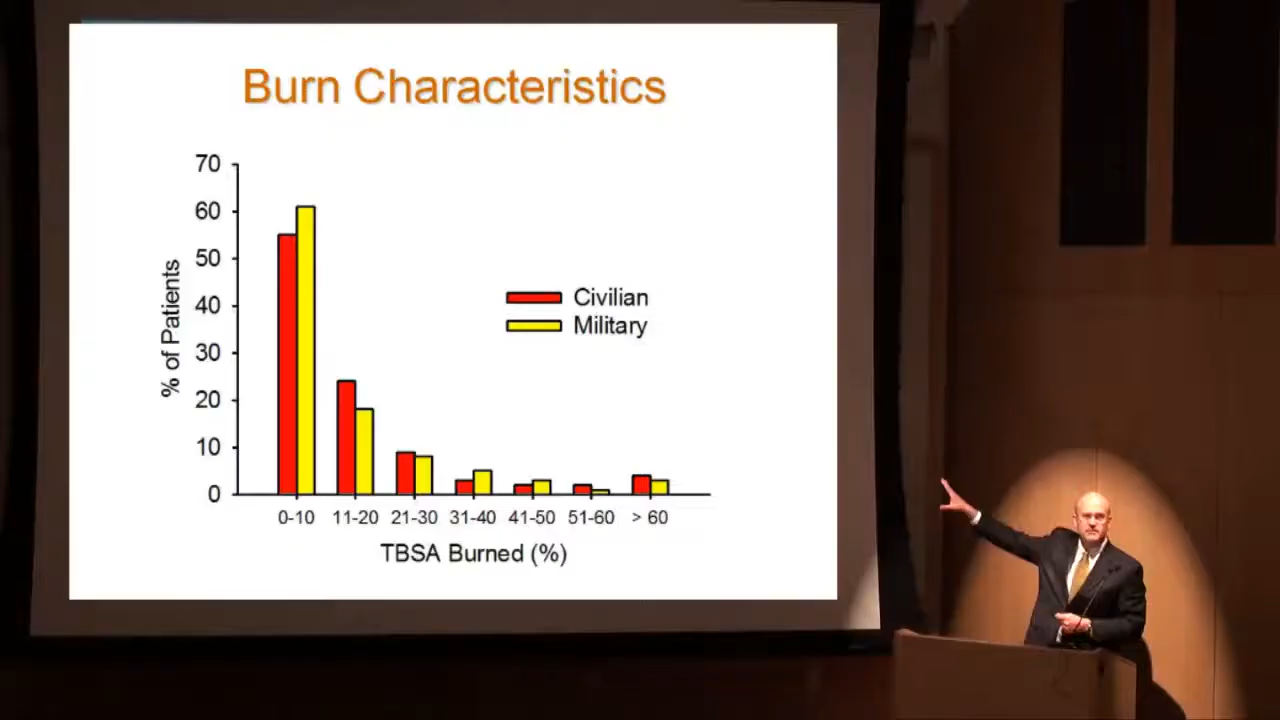 Burn Characteristics
70
60
50
40
30
20
10
0
% of Patients
Civilian
Military
0-10 11-20 21-30 31-40 41-50 51-60 > 60
TBSA Burned (%)